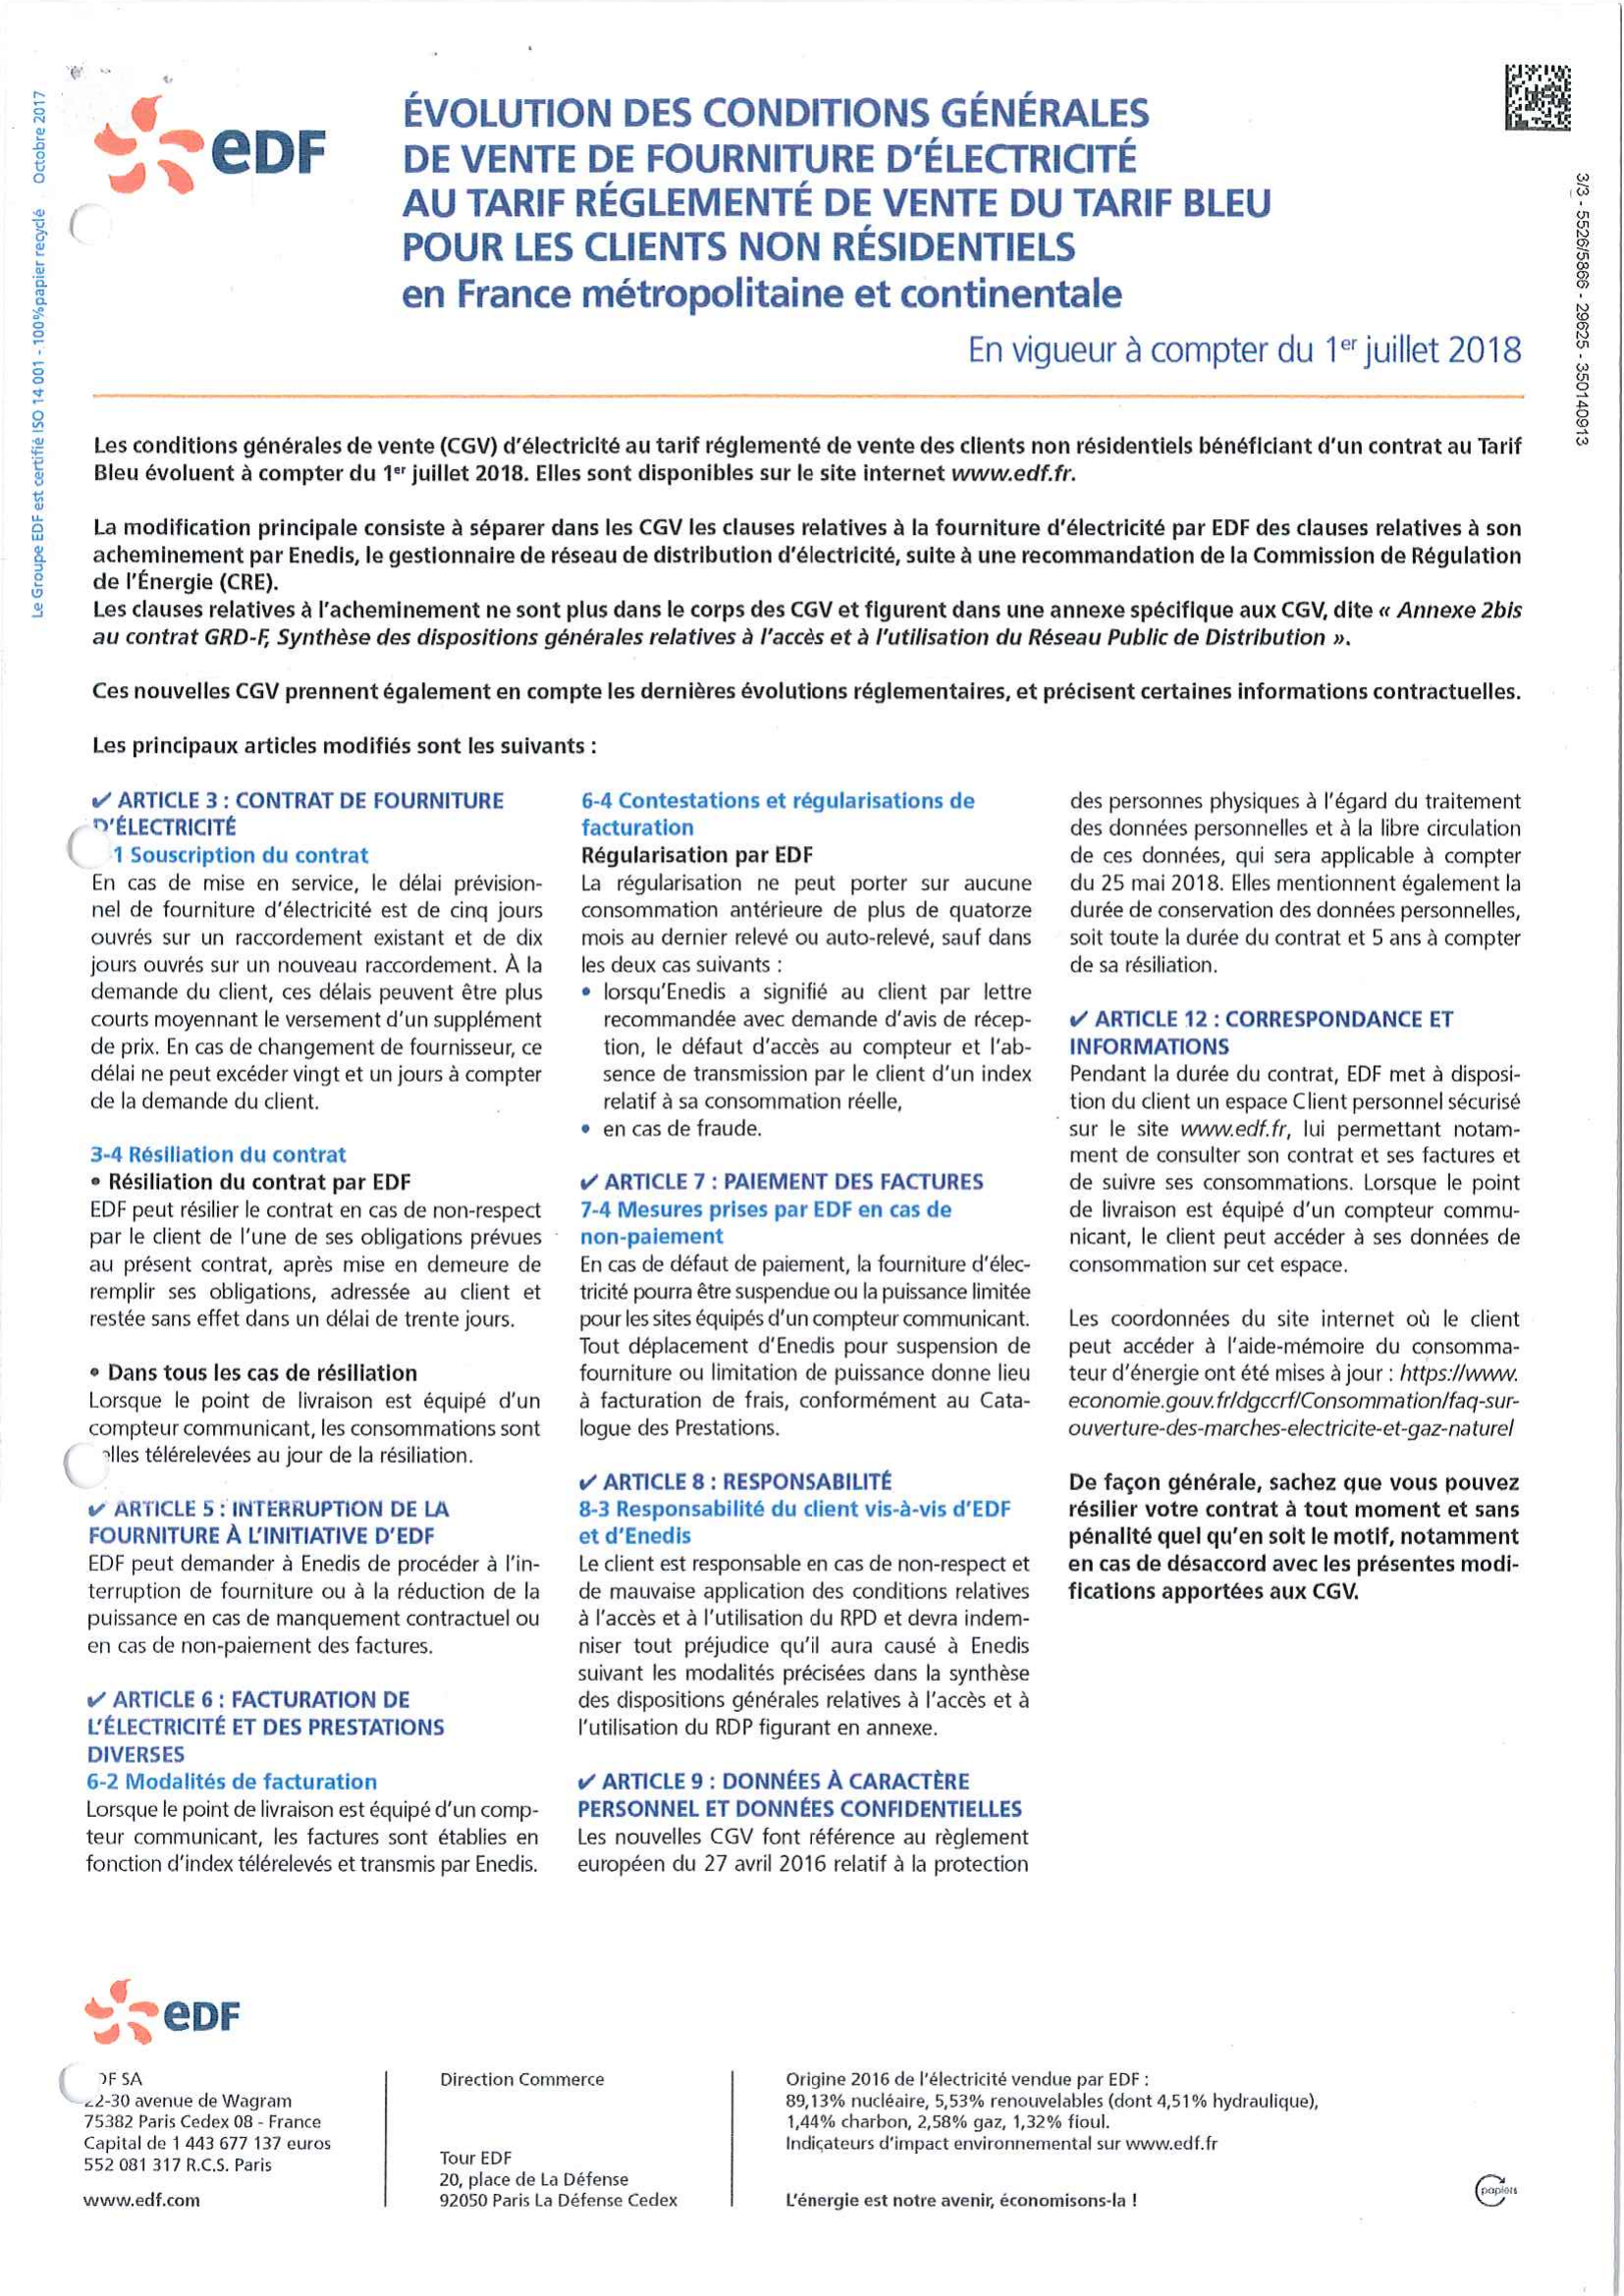 Le Groupe EDF est certifié ISO 14 001 - 100%papier recyclé Octobre 2017
eDF
ÉVOLUTION DES CONDITIONS GÉNÉRALES
DE VENTE DE FOURNITURE D'ÉLECTRICITÉ
AU TARIF RÉGLEMENTÉ DE VENTE DU TARIF BLEU
POUR LES CLIENTS NON RÉSIDENTIELS
en France métropolitaine et continentale
En vigueur à compter du 1er juillet 2018
3/3 - 5526/5866 - 29625 - 350140913
Les conditions générales de vente (CGV) d'électricité au tarif réglementé de vente des clients non résidentiels bénéficiant d'un contrat au Tarif
Bleu évoluent à compter du 1er juillet 2018. Elles sont disponibles sur le site internet www.edf.fr.
La modification principale consiste à séparer dans les CGV les clauses relatives à la fourniture d'électricité par EDF des clauses relatives à son
acheminement par Enedis, le gestionnaire de réseau de distribution d'électricité, suite à une recommandation de la Commission de Régulation
de l'Énergie (CRE).
Les clauses relatives à l'acheminement ne sont plus dans le corps des CGV et figurent dans une annexe spécifique aux CGV, dite « Annexe 2bis
au contrat GRD-F, Synthèse des dispositions générales relatives à l'accès et à l'utilisation du Réseau Public de Distribution ».
Ces nouvelles CGV prennent également en compte les dernières évolutions réglementaires, et précisent certaines informations contractuelles.
Les principaux articles modifiés sont les suivants :
✔ ARTICLE 3 : CONTRAT DE FOURNITURE
D'ÉLECTRICITÉ
1 Souscription du contrat
En cas de mise en service, le délai prévision-
nel de fourniture d'électricité est de cinq jours
ouvrés sur un raccordement existant et de dix
jours ouvrés sur un nouveau raccordement. À la
demande du client, ces délais peuvent être plus
courts moyennant le versement d'un supplément
de prix. En cas de changement de fournisseur, ce
délai ne peut excéder vingt et un jours à compter
de la demande du client.
3-4 Résiliation du contrat
• Résiliation du contrat par EDF
EDF peut résilier le contrat en cas de non-respect
par le client de l'une de ses obligations prévues
au présent contrat, après mise en demeure de
remplir ses obligations, adressée au client et
restée sans effet dans un délai de trente jours.
• Dans tous les cas de résiliation
Lorsque le point de livraison est équipé d'un
compteur communicant, les consommations sont
elles télérelevées au jour de la résiliation.
✔ ARTICLE 5 : INTERRUPTION DE LA
FOURNITURE À L'INITIATIVE D'EDF
EDF peut demander à Enedis de procéder à l'in-
terruption de fourniture ou à la réduction de la
puissance en cas de manquement contractuel ou
en cas de non-paiement des factures.
✔ ARTICLE 6 : FACTURATION DE
L'ÉLECTRICITÉ ET DES PRESTATIONS
DIVERSES
6-2 Modalités de facturation
Lorsque le point de livraison est équipé d'un comp-
teur communicant, les factures sont établies en
fonction d'index télérelevés et transmis par Enedis.
6-4 Contestations et régularisations de
facturation
Régularisation par EDF
La régularisation ne peut porter sur aucune
consommation antérieure de plus de quatorze
mois au dernier relevé ou auto-relevé, sauf dans
les deux cas suivants :
• lorsqu'Enedis a signifié au client par lettre
recommandée avec demande d'avis de récep-
tion, le défaut d'accès au compteur et l'ab-
sence de transmission par le client d'un index
relatif à sa consommation réelle,
• en cas de fraude.
✔ ARTICLE 7 : PAIEMENT DES FACTURES
7-4 Mesures prises par EDF en cas de
non-paiement
En cas de défaut de paiement, la fourniture d'élec-
tricité pourra être suspendue ou la puissance limitée
pour les sites équipés d'un compteur communicant.
Tout déplacement d'Enedis pour suspension de
fourniture ou limitation de puissance donne lieu
à facturation de frais, conformément au Cata-
logue des Prestations.
✔ ARTICLE 8 : RESPONSABILITÉ
8-3 Responsabilité du client vis-à-vis d'EDF
et d'Enedis
Le client est responsable en cas de non-respect et
de mauvaise application des conditions relatives
à l'accès et à l'utilisation du RPD et devra indem-
niser tout préjudice qu'il aura causé à Enedis
suivant les modalités précisées dans la synthèse
des dispositions générales relatives à l'accès et à
l'utilisation du RDP figurant en annexe.
✔ ARTICLE 9 : DONNÉES À CARACTÈRE
PERSONNEL ET DONNÉES CONFIDENTIELLES
Les nouvelles CGV font référence au règlement
européen du 27 avril 2016 relatif à la protection
des personnes physiques à l'égard du traitement
des données personnelles et à la libre circulation
de ces données, qui sera applicable à compter
du 25 mai 2018. Elles mentionnent également la
durée de conservation des données personnelles,
soit toute la durée du contrat et 5 ans à compter
de sa résiliation.
✔ ARTICLE 12 : CORRESPONDANCE ET
INFORMATIONS
Pendant la durée du contrat, EDF met à disposi-
tion du client un espace Client personnel sécurisé
sur le site www.edf.fr, lui permettant notam-
ment de consulter son contrat et ses factures et
de suivre ses consommations. Lorsque le point
de livraison est équipé d'un compteur commu-
nicant, le client peut accéder à ses données de
consommation sur cet espace.
Les coordonnées du site internet où le client
peut accéder à l'aide-mémoire du consomma-
teur d'énergie ont été mises à jour : https://www.
economie.gouv.fr/dgccrf/Consommation/faq-sur-
ouverture-des-marches-electricite-et-gaz-naturel
De façon générale, sachez que vous pouvez
résilier votre contrat à tout moment et sans
pénalité quel qu'en soit le motif, notamment
en cas de désaccord avec les présentes modi-
fications apportées aux CGV.
eDF
DF SA
22-30 avenue de Wagram
75382 Paris Cedex 08 - France
Capital de 1 443 677 137 euros
552 081 317 R.C.S. Paris
www.edf.com
Direction Commerce
Tour EDF
20, place de La Défense
92050 Paris La Défense Cedex
Origine 2016 de l'électricité vendue par EDF :
89,13% nucléaire, 5,53% renouvelables (dont 4,51% hydraulique),
1,44% charbon, 2,58% gaz, 1,32% fioul.
Indicateurs d'impact environnemental sur www.edf.fr
L'énergie est notre avenir, économisons-la !
papiers